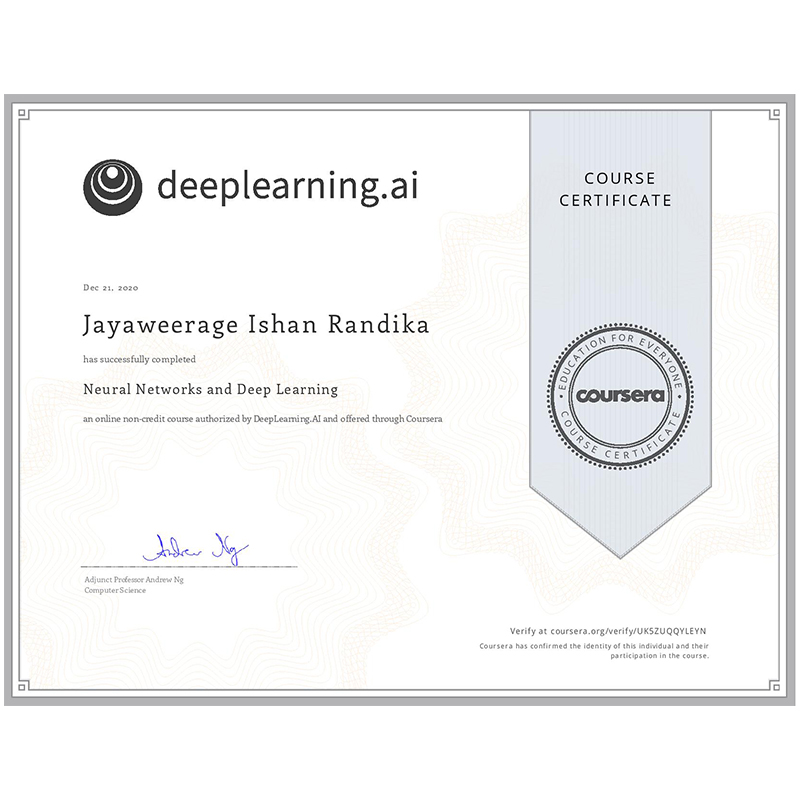 deeplearning.ai
COURSE
CERTIFICATE
Dec 21, 2020
Jayaweerage Ishan Randika
has successfully completed
Neural Networks and Deep Learning
an online non-credit course authorized by DeepLearning.AI and offered through Coursera
EDUCATION FOR EVERYONE
coursera
COURSE CERTIFICATE
Andrew Ng
Adjunct Professor Andrew Ng
Computer Science
Verify at coursera.org/verify/UK5ZUQQYLEYN
Coursera has confirmed the identity of this individual and their
participation in the course.